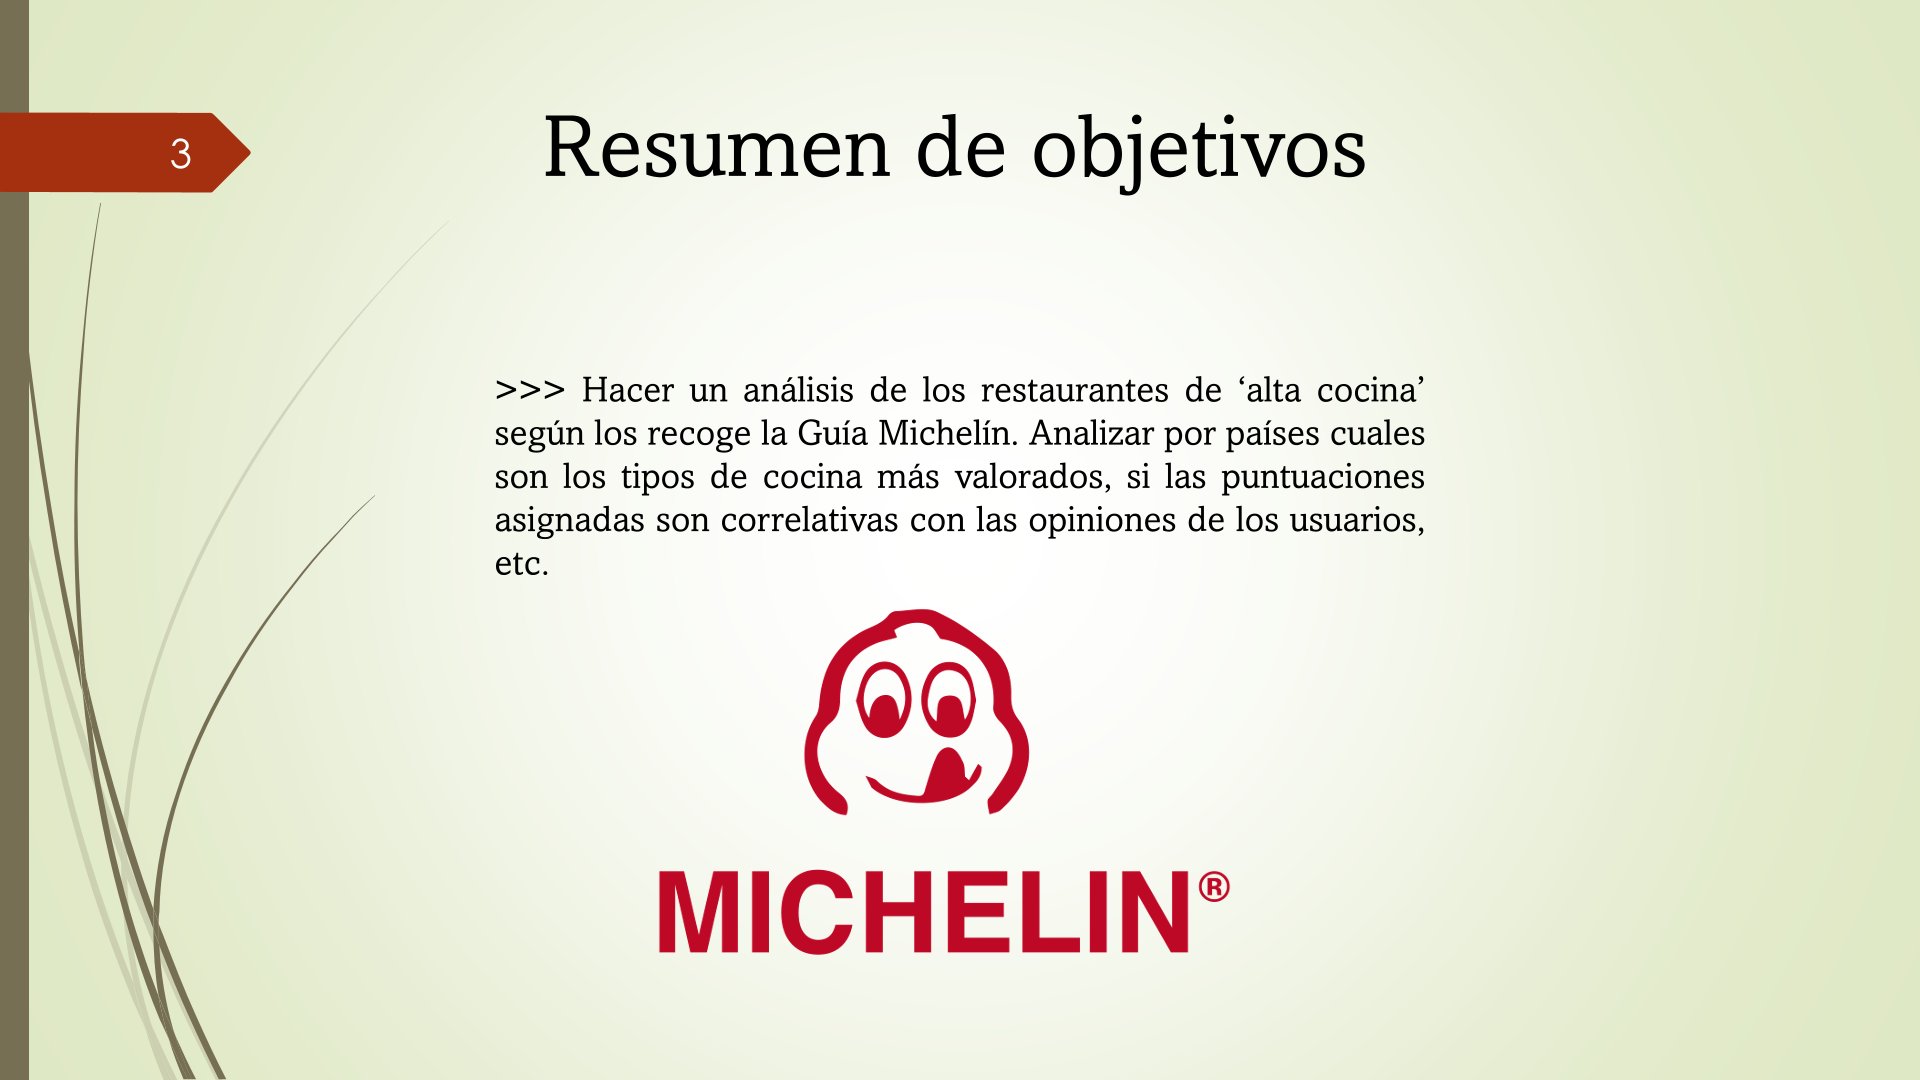 3
Resumen de objetivos
>>> Hacer un análisis de los restaurantes de ‘alta cocina’
según los recoge la Guía Michelín. Analizar por países cuales
son los tipos de cocina más valorados, si las puntuaciones
asignadas son correlativas con las opiniones de los usuarios,
etc.
MICHELIN®